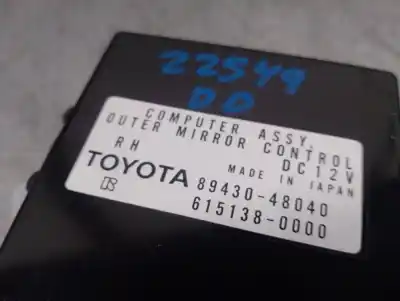 22549
DD
COMPUTER ASSY,
OUTER MIRROR CONTROL
RH DC12V
MADE IN JAPAN
TOYOTA 89430-48040
615138-0000